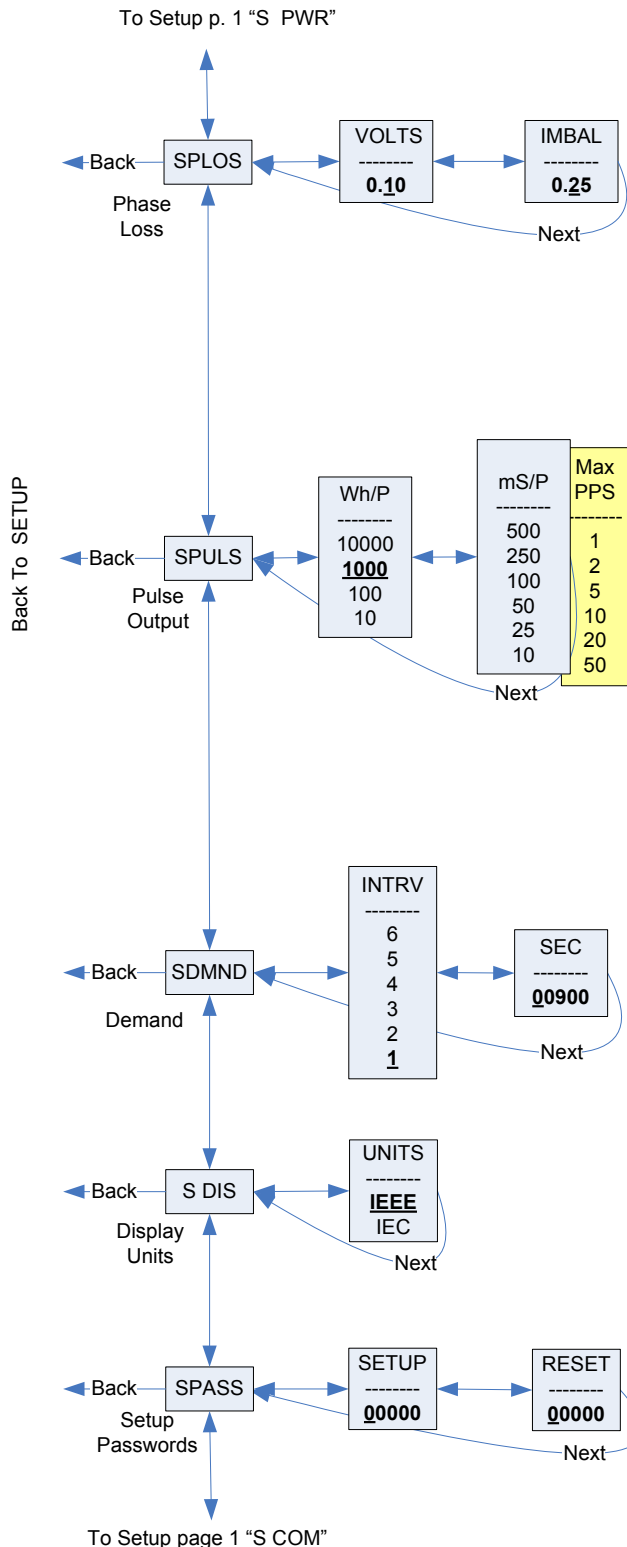 To Setup p. 1 “S PWR”
Back
SPLOS
Phase
Loss
VOLTS
--------
0.10
IMBAL
--------
0.25
Next
Back To SETUP
Back
SPULS
Pulse
Output
Wh/P
--------
10000
1000
100
10
mS/P
--------
500
250
100
50
25
10
Max
PPS
--------
1
2
5
10
20
50
Next
Back
SDMND
Demand
INTRV
--------
6
5
4
3
2
1
SEC
--------
00900
Next
Back
S DIS
Display
Units
UNITS
--------
IEEE
IEC
Next
Back
SPASS
Setup
Passwords
SETUP
--------
00000
RESET
--------
00000
Next
To Setup page 1 “S COM”